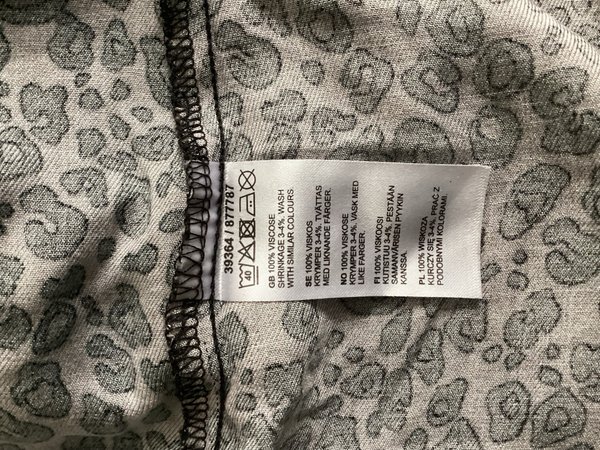 39364 / 877787
40
GB 100% VISCOSE
SHRINKAGE 3-4%. WASH
WITH SIMILAR COLOURS.
SE 100% VISKOS
KRYMPER 3-4%. TVÄTTAS
MED LIKNANDE FÄRGER.
NO 100% VISKOSE
KRYMPER 3-4%. VASK MED
LIKE FARGER.
FI 100% VISKOOSI
KUTISTUU 3-4%. PESTÄÄN
SAMANVÄRISEN PYYKIN
KANSSA.
PL 100% WISKOZA
KURCZY SIĘ 3-4%. PRAĆ Z
PODOBNYMI KOLORAMI.